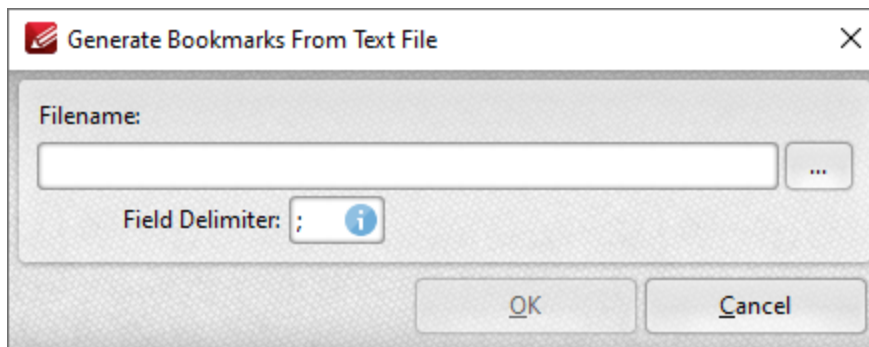 Generate Bookmarks From Text File
Filename:
...
Field Delimiter: ;
OK Cancel